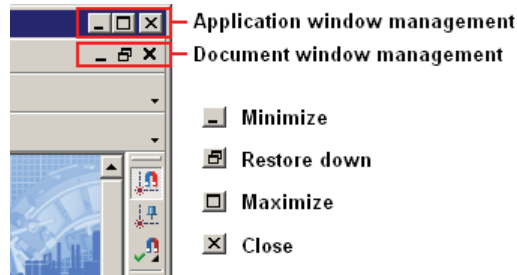 Application window management
Document window management
Minimize
Restore down
Maximize
Close